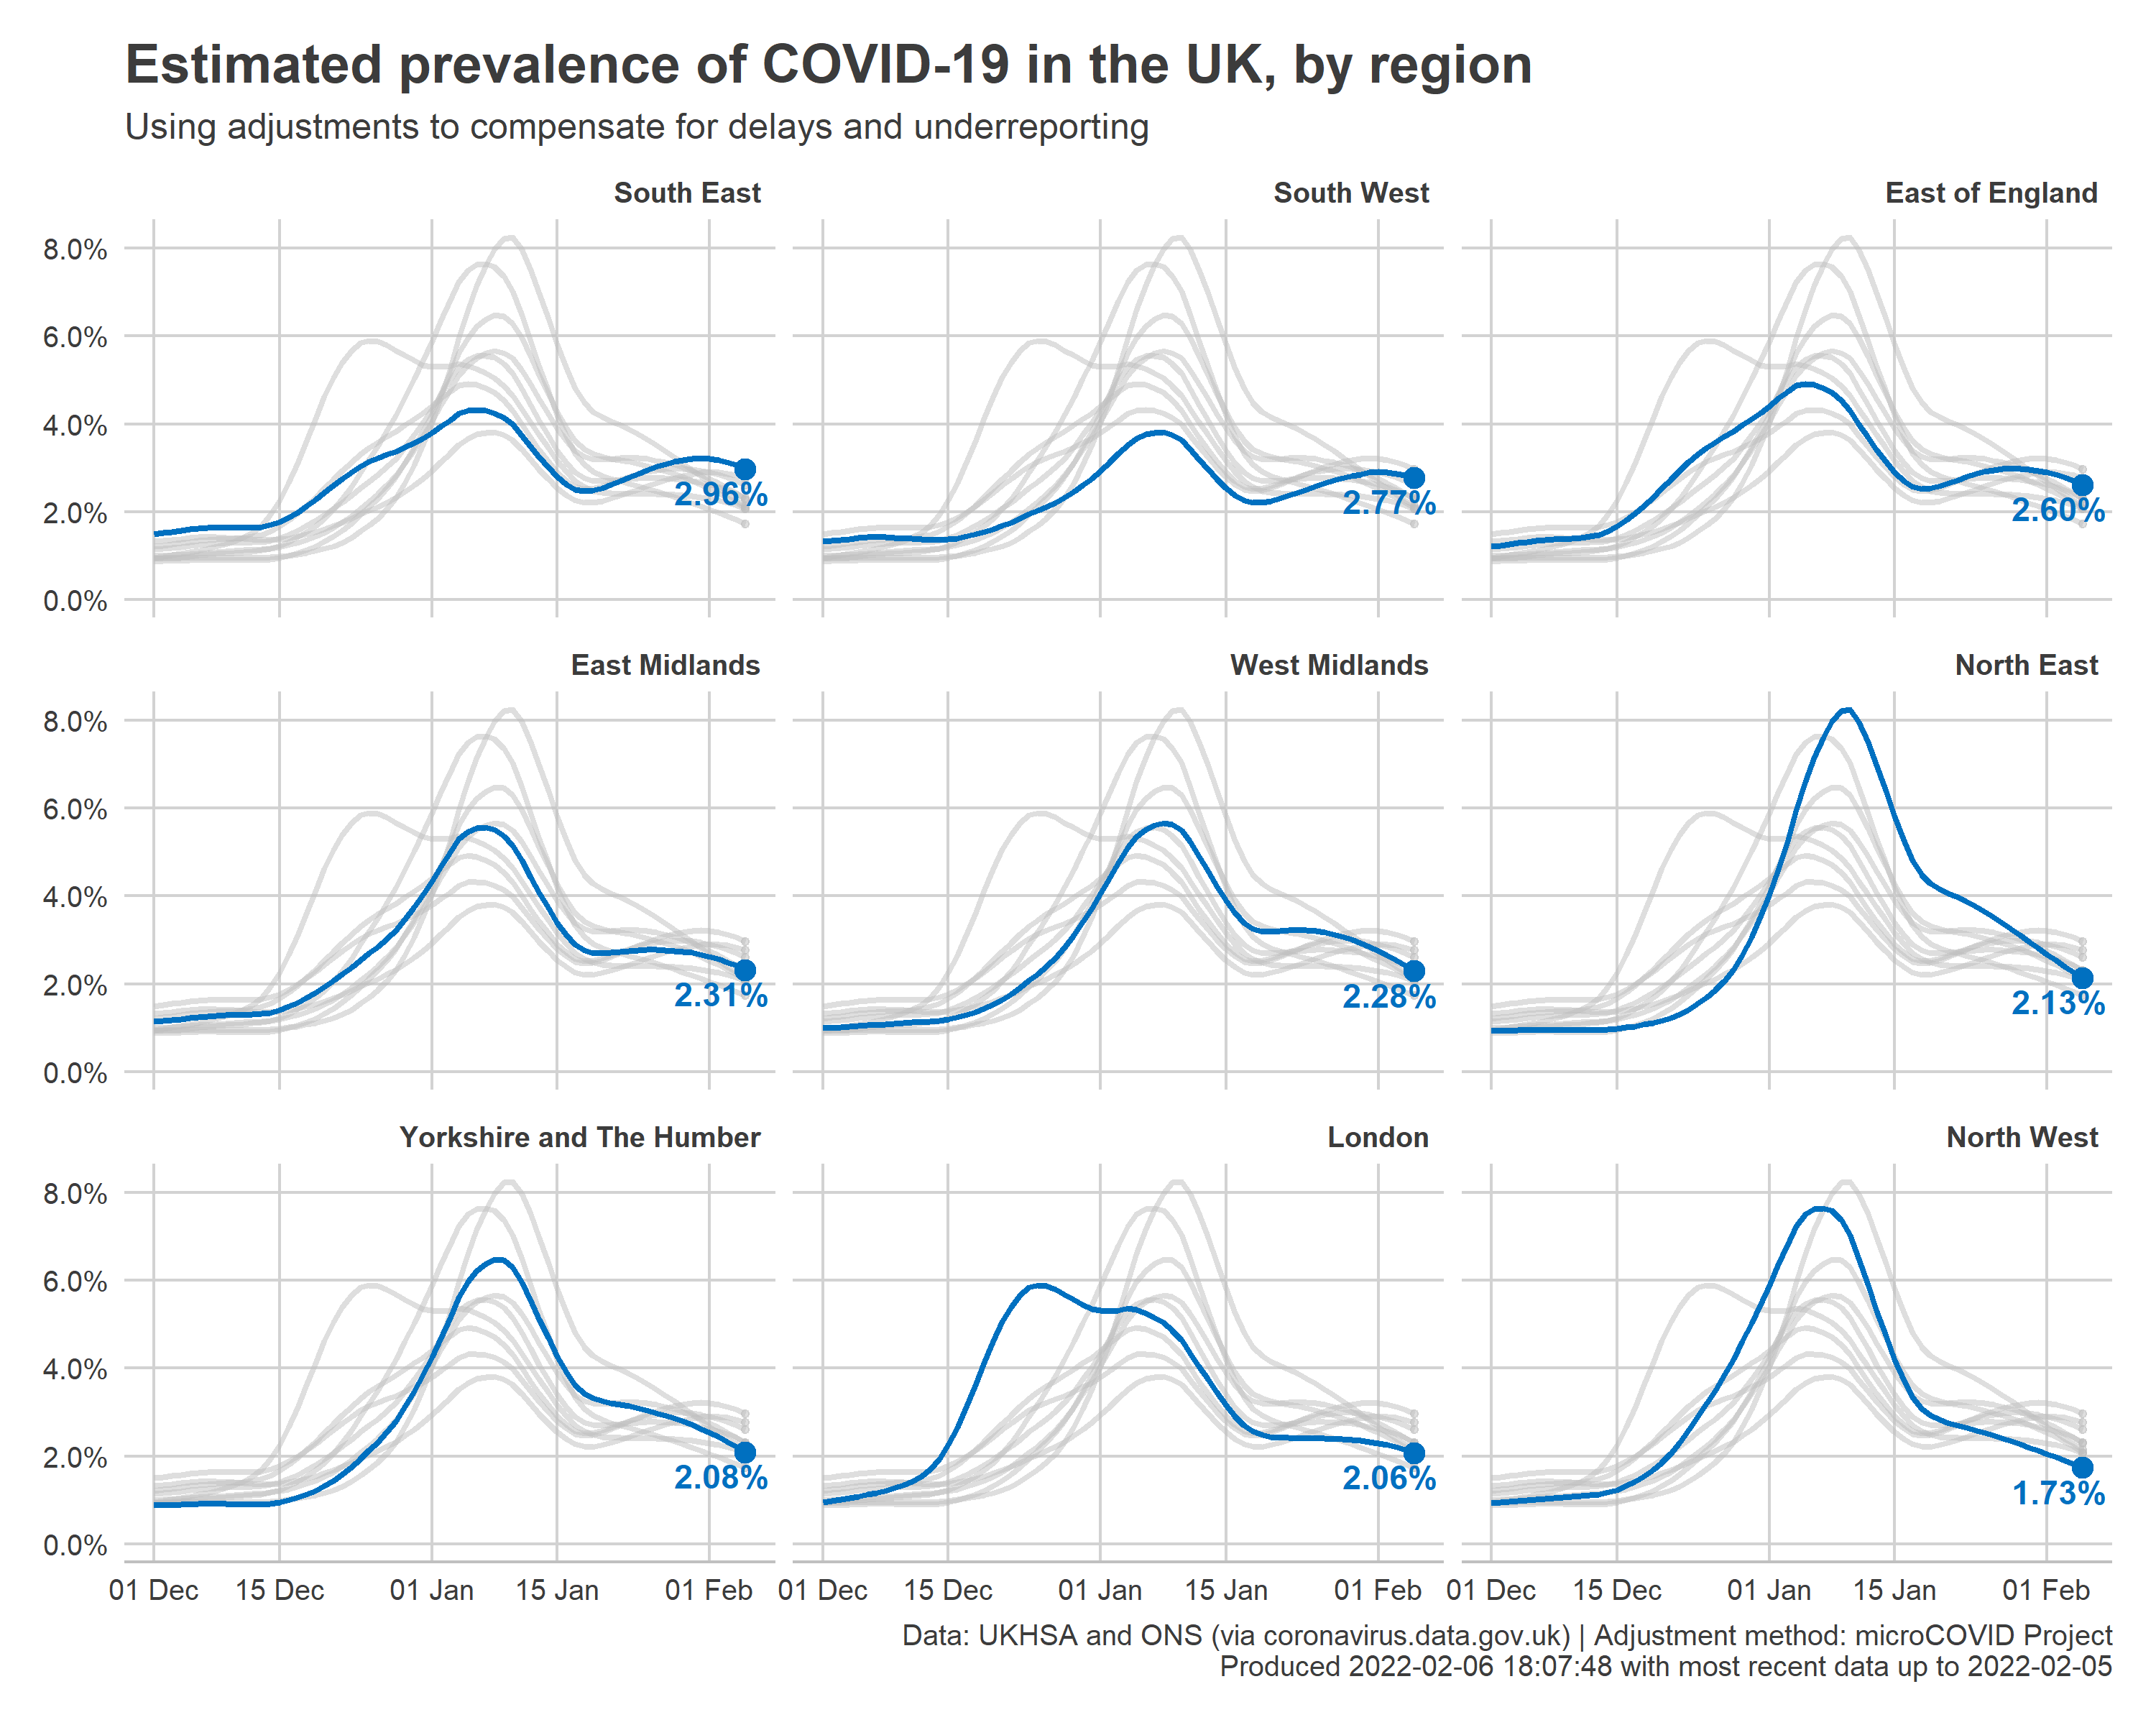 Estimated prevalence of COVID-19 in the UK, by region
Using adjustments to compensate for delays and underreporting
South East
South West
East of England
8.0%
6.0%
4.0%
2.0%
0.0%
2.96%
2.77%
2.60%
East Midlands
West Midlands
North East
8.0%
6.0%
4.0%
2.0%
0.0%
2.31%
2.28%
2.13%
Yorkshire and The Humber
London
North West
8.0%
6.0%
4.0%
2.0%
0.0%
2.08%
2.06%
1.73%
01 Dec 15 Dec 01 Jan 15 Jan 01 Feb 01 Dec 15 Dec 01 Jan 15 Jan 01 Feb 01 Dec 15 Dec 01 Jan 15 Jan 01 Feb
Data: UKHSA and ONS (via coronavirus.data.gov.uk) | Adjustment method: microCOVID Project
Produced 2022-02-06 18:07:48 with most recent data up to 2022-02-05